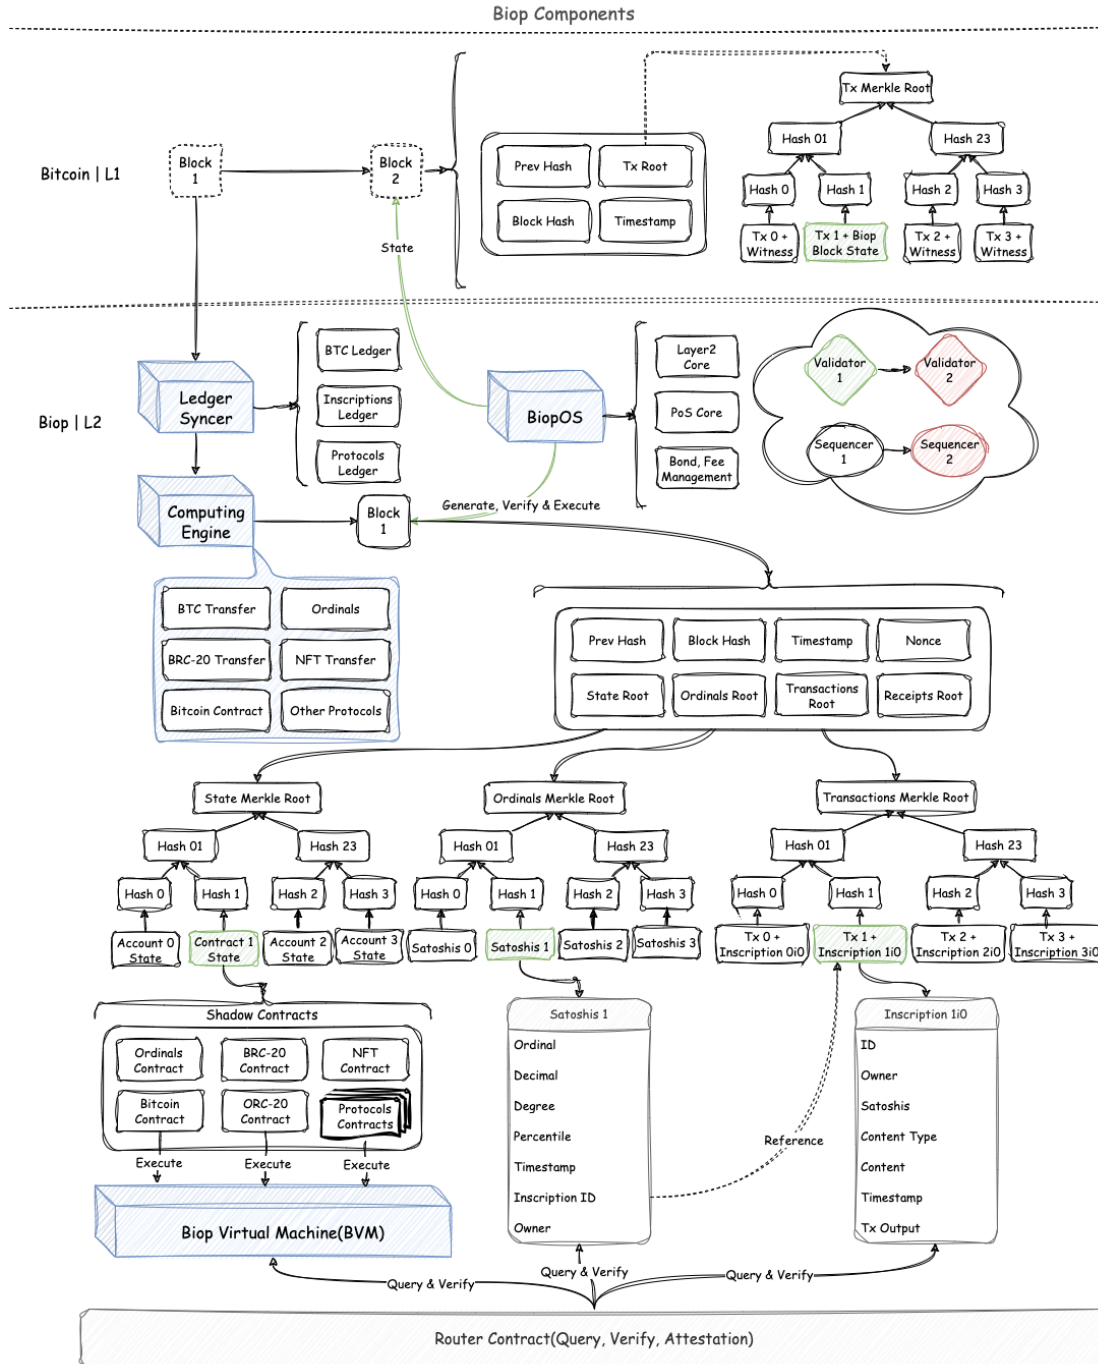 Biop Components
Bitcoin | L1
Block
1
Block
2
State
Prev Hash
Tx Root
Block Hash
Timestamp
Tx Merkle Root
Hash 01
Hash 23
Hash 0
Hash 1
Hash 2
Hash 3
Tx 0 +
Witness
Tx 1 + Biop
Block State
Tx 2 +
Witness
Tx 3 +
Witness
Biop | L2
Ledger
Syncer
BTC Ledger
Inscriptions
Ledger
Protocols
Ledger
BiopOS
Layer2
Core
PoS Core
Bond, Fee
Management
Validator
1
Validator
2
Sequencer
1
Sequencer
2
Computing
Engine
Block
1
Generate, Verify & Execute
BTC Transfer
Ordinals
BRC-20 Transfer
NFT Transfer
Bitcoin Contract
Other Protocols
Prev Hash
Block Hash
Timestamp
Nonce
State Root
Ordinals Root
Transactions
Root
Receipts Root
State Merkle Root
Hash 01
Hash 23
Hash 0
Hash 1
Hash 2
Hash 3
Account 0
State
Contract 1
State
Account 2
State
Account 3
State
Ordinals Merkle Root
Hash 01
Hash 23
Hash 0
Hash 1
Hash 2
Hash 3
Satoshis 0
Satoshis 1
Satoshis 2
Satoshis 3
Transactions Merkle Root
Hash 01
Hash 23
Hash 0
Hash 1
Hash 2
Hash 3
Tx 0 +
Inscription 0i0
Tx 1 +
Inscription 1i0
Tx 2 +
Inscription 2i0
Tx 3 +
Inscription 3i0
Shadow Contracts
Ordinals
Contract
BRC-20
Contract
NFT
Contract
Bitcoin
Contract
ORC-20
Contract
Protocols
Contracts
Execute
Execute
Execute
Biop Virtual Machine(BVM)
Satoshis 1
Ordinal
Decimal
Degree
Percentile
Timestamp
Inscription ID
Owner
Reference
Inscription 1i0
ID
Owner
Satoshis
Content Type
Content
Timestamp
Tx Output
Query & Verify
Query & Verify
Query & Verify
Router Contract(Query, Verify, Attestation)